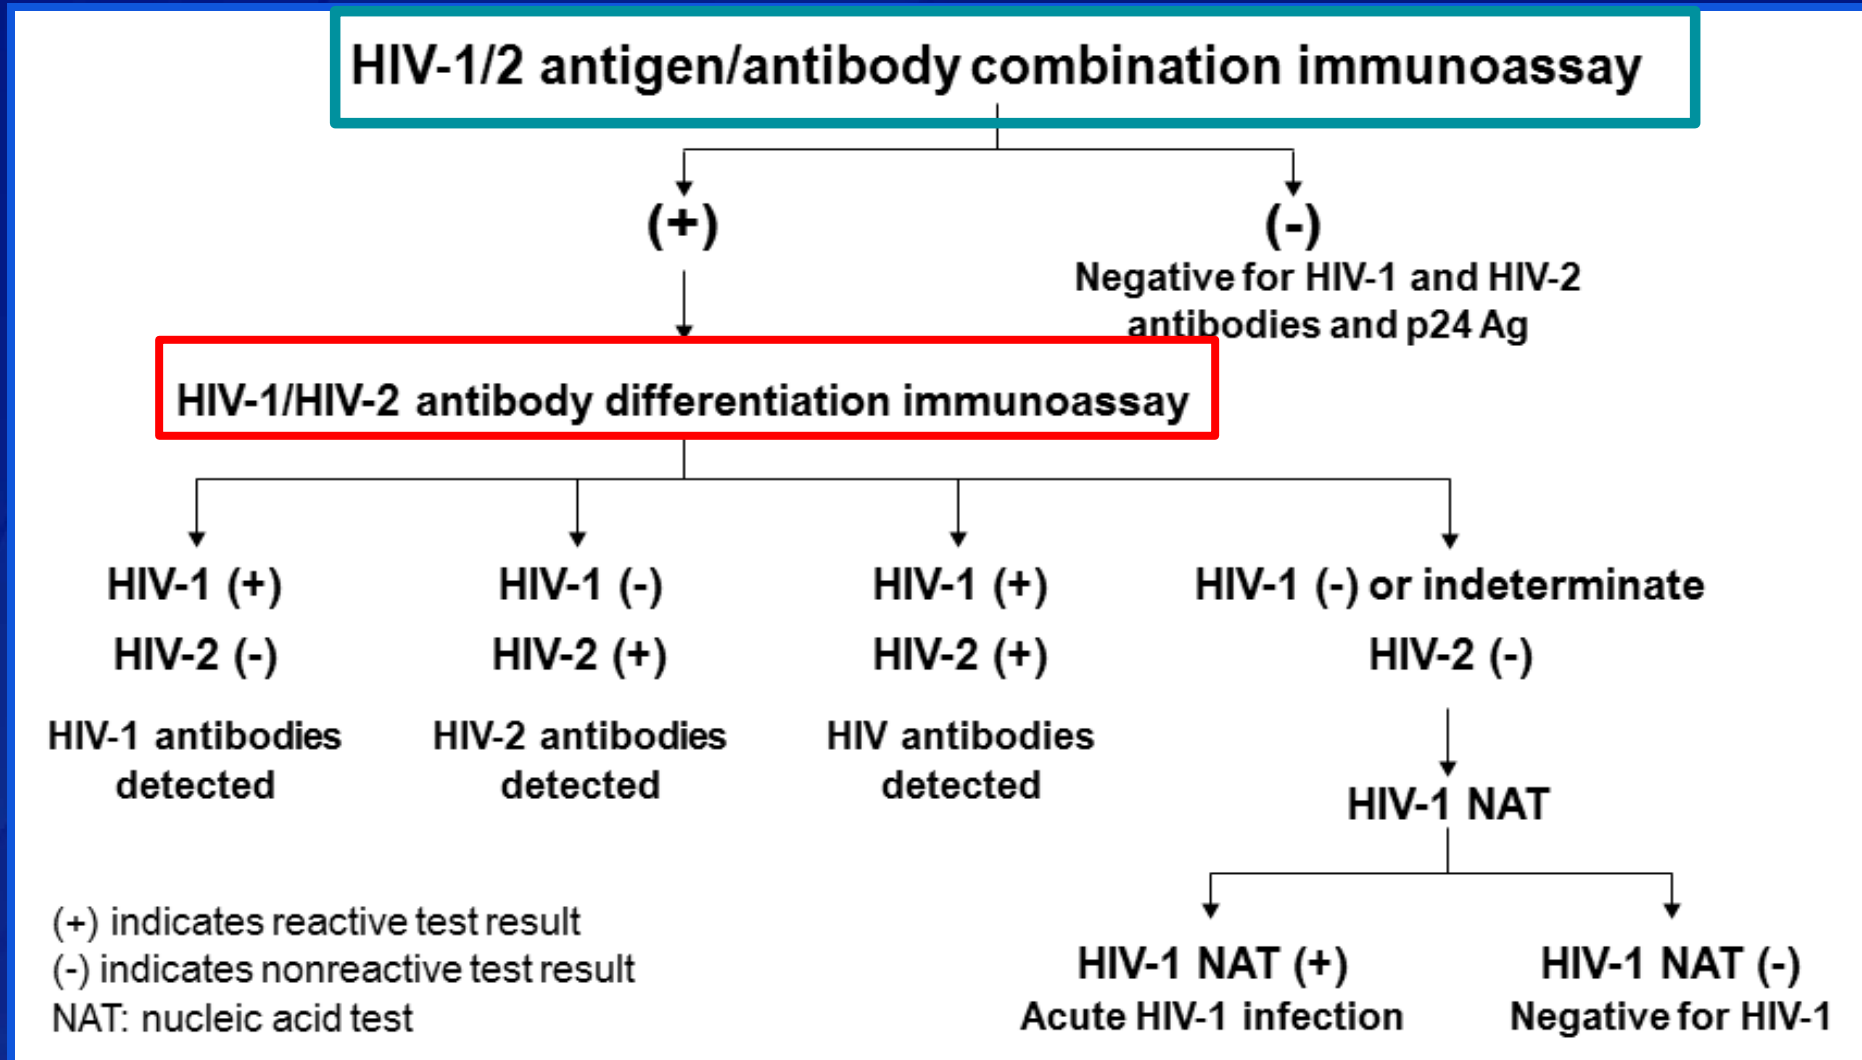 HIV-1/2 antigen/antibody combination immunoassay
(+)
(-)
Negative for HIV-1 and HIV-2
antibodies and p24 Ag
HIV-1/HIV-2 antibody differentiation immunoassay
HIV-1 (+)
HIV-2 (-)
HIV-1 antibodies
detected
HIV-1 (-)
HIV-2 (+)
HIV-2 antibodies
detected
HIV-1 (+)
HIV-2 (+)
HIV antibodies
detected
HIV-1 (-) or indeterminate
HIV-2 (-)
HIV-1 NAT
HIV-1 NAT (+)
Acute HIV-1 infection
HIV-1 NAT (-)
Negative for HIV-1
(+) indicates reactive test result
(-) indicates nonreactive test result
NAT: nucleic acid test